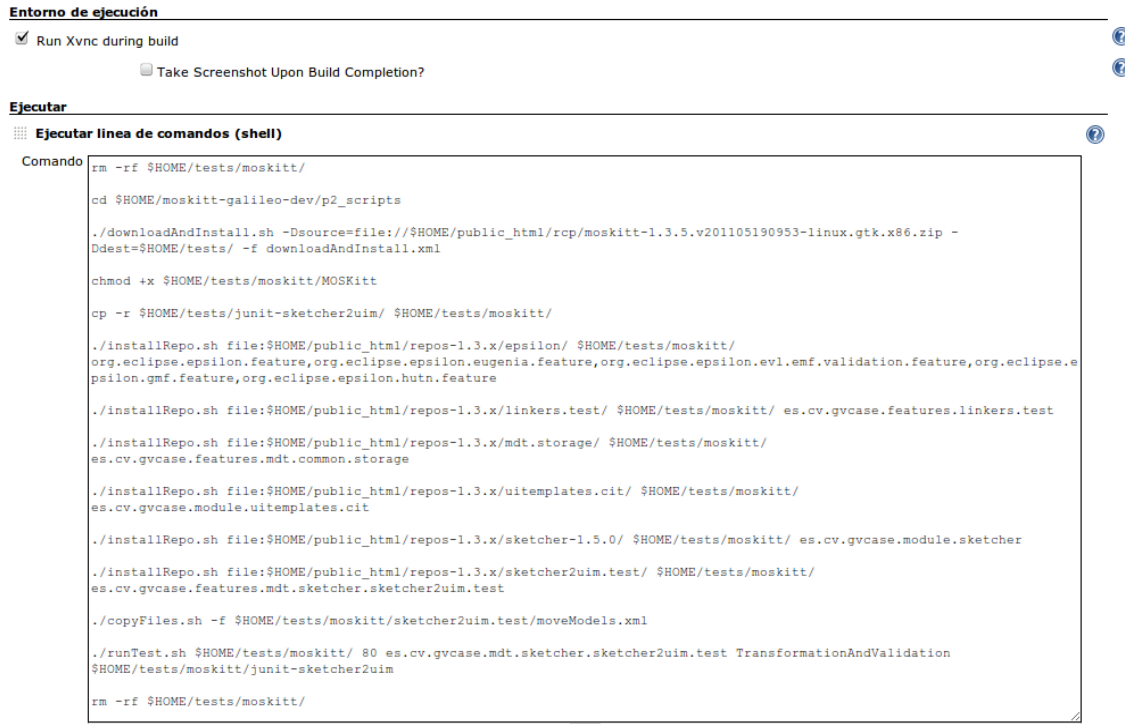 Entorno de ejecución
Run Xvnc during build
Take Screenshot Upon Build Completion?
Ejecutar
Ejecutar linea de comandos (shell)
Comando
rm -rf $HOME/tests/moskitt/
cd $HOME/moskitt-galileo-dev/p2_scripts
./downloadAndInstall.sh -Dsource=file://$HOME/public_html/rcp/moskitt-1.3.5.v201105190953-linux.gtk.x86.zip -
Ddest=$HOME/tests/ -f downloadAndInstall.xml
chmod +x $HOME/tests/moskitt/MOSKitt
cp -r $HOME/tests/junit-sketcher2uim/ $HOME/tests/moskitt/
./installRepo.sh file:$HOME/public_html/repos-1.3.x/epsilon/ $HOME/tests/moskitt/
org.eclipse.epsilon.feature,org.eclipse.epsilon.eugenia.feature,org.eclipse.epsilon.evl.emf.validation.feature,org.eclipse.e
psilon.gmf.feature,org.eclipse.epsilon.hutn.feature
./installRepo.sh file:$HOME/public_html/repos-1.3.x/linkers.test/ $HOME/tests/moskitt/ es.cv.gvcase.features.linkers.test
./installRepo.sh file:$HOME/public_html/repos-1.3.x/mdt.storage/ $HOME/tests/moskitt/
es.cv.gvcase.features.mdt.common.storage
./installRepo.sh file:$HOME/public_html/repos-1.3.x/uitemplates.cit/ $HOME/tests/moskitt/
es.cv.gvcase.module.uitemplates.cit
./installRepo.sh file:$HOME/public_html/repos-1.3.x/sketcher-1.5.0/ $HOME/tests/moskitt/ es.cv.gvcase.module.sketcher
./installRepo.sh file:$HOME/public_html/repos-1.3.x/sketcher2uim.test/ $HOME/tests/moskitt/
es.cv.gvcase.features.mdt.sketcher.sketcher2uim.test
./copyFiles.sh -f $HOME/tests/moskitt/sketcher2uim.test/moveModels.xml
./runTest.sh $HOME/tests/moskitt/ 80 es.cv.gvcase.mdt.sketcher.sketcher2uim.test TransformationAndValidation
$HOME/tests/moskitt/junit-sketcher2uim
rm -rf $HOME/tests/moskitt/